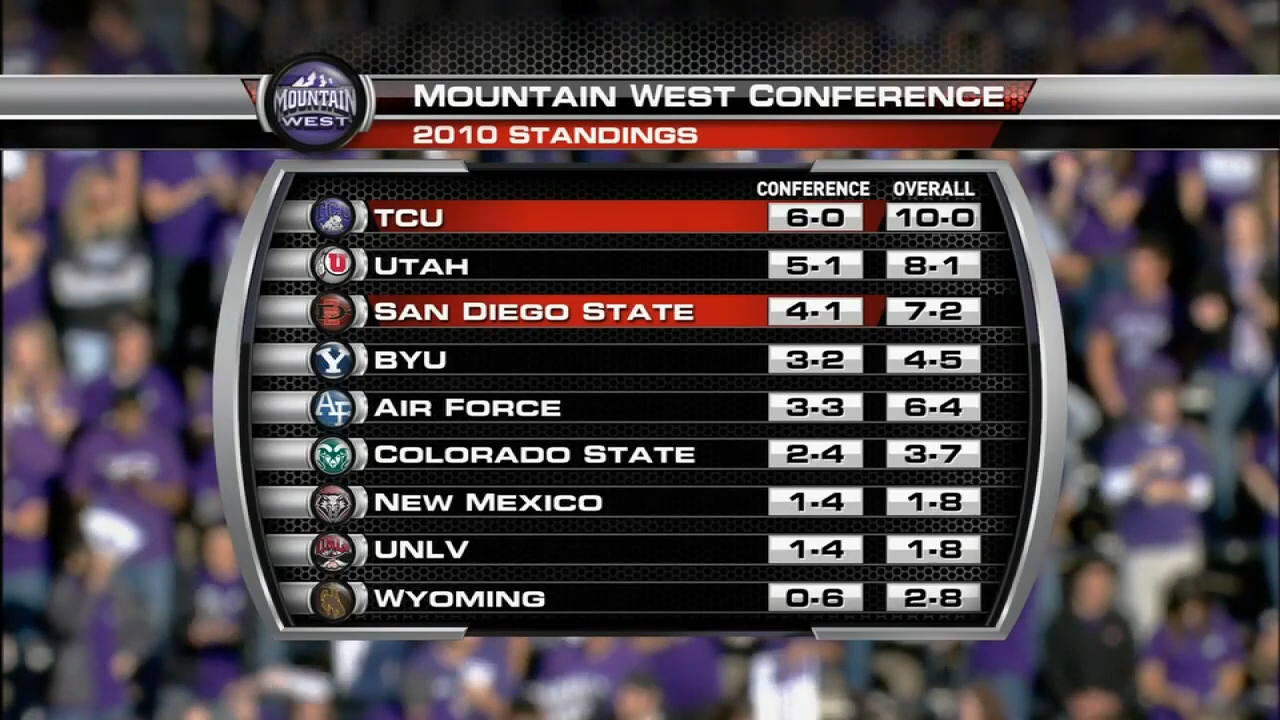 MOUNTAIN WEST
MOUNTAIN WEST CONFERENCE
2010 STANDINGS
CONFERENCE OVERALL
TCU 6-0 10-0
UTAH 5-1 8-1
SAN DIEGO STATE 4-1 7-2
BYU 3-2 4-5
AIR FORCE 3-3 6-4
COLORADO STATE 2-4 3-7
NEW MEXICO 1-4 1-8
UNLV 1-4 1-8
WYOMING 0-6 2-8